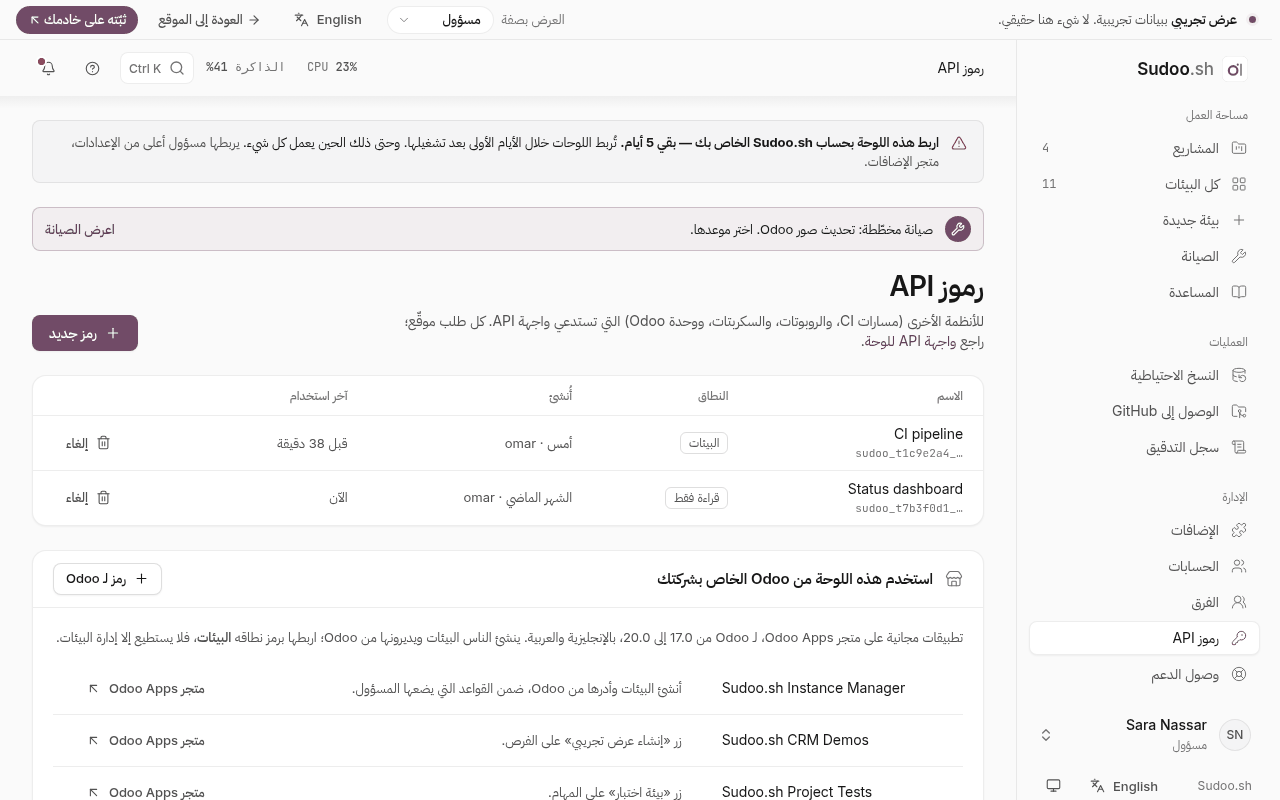 عرض تجريبي ببيانات تجريبية. لا شيء هنا حقيقي.
العرض بصفة
مسؤول
English
العودة إلى الموقع
ثبّته على خادمك
Sudoo.sh
مساحة العمل
المشاريع 4
كل البيئات 11
بيئة جديدة
الصيانة
المساعدة
العمليات
النسخ الاحتياطية
الوصول إلى GitHub
سجل التدقيق
الإدارة
الإضافات
الحسابات
الفرق
رموز API
وصول الدعم
SN
Sara Nassar
مسؤول
Sudoo.sh
English
رموز API
CPU 23%
الذاكرة 41%
Ctrl K
اربط هذه اللوحة بحساب Sudoo.sh الخاص بك — بقي 5 أيام. تُربط اللوحات خلال الأيام الأولى بعد تشغيلها. وحتى ذلك الحين يعمل كل شيء. يربطها مسؤول أعلى من الإعدادات،
متجر الإضافات.
صيانة مخطّطة: تحديث صور Odoo. اختر موعدها.
اعرض الصيانة
رموز API
للأنظمة الأخرى (مسارات CI، والروبوتات، والسكربتات، ووحدة Odoo) التي تستدعي واجهة API. كل طلب موقّع؛
راجع واجهة API للوحة.
رمز جديد
الاسم النطاق أُنشئ آخر استخدام
CI pipeline البيئات أمس · omar قبل 38 دقيقة إلغاء
sudoo_t1c9e2a4_…
Status dashboard قراءة فقط الشهر الماضي · omar الآن إلغاء
sudoo_t7b3f0d1_…
استخدم هذه اللوحة من Odoo الخاص بشركتك
رمز لـ Odoo
تطبيقات مجانية على متجر Odoo Apps، لـ Odoo من 17.0 إلى 20.0، بالإنجليزية والعربية. ينشئ الناس البيئات ويديرونها من Odoo؛ اربطها برمز نطاقه البيئات، فلا يستطيع إلا إدارة البيئات.
Sudoo.sh Instance Manager أنشئ البيئات وأدرها من Odoo، ضمن القواعد التي يضعها المسؤول. متجر Odoo Apps
Sudoo.sh CRM Demos زر «إنشاء عرض تجريبي» على الفرص. متجر Odoo Apps
Sudoo.sh Project Tests زر «بيئة اختبار» على المهام. متجر Odoo Apps